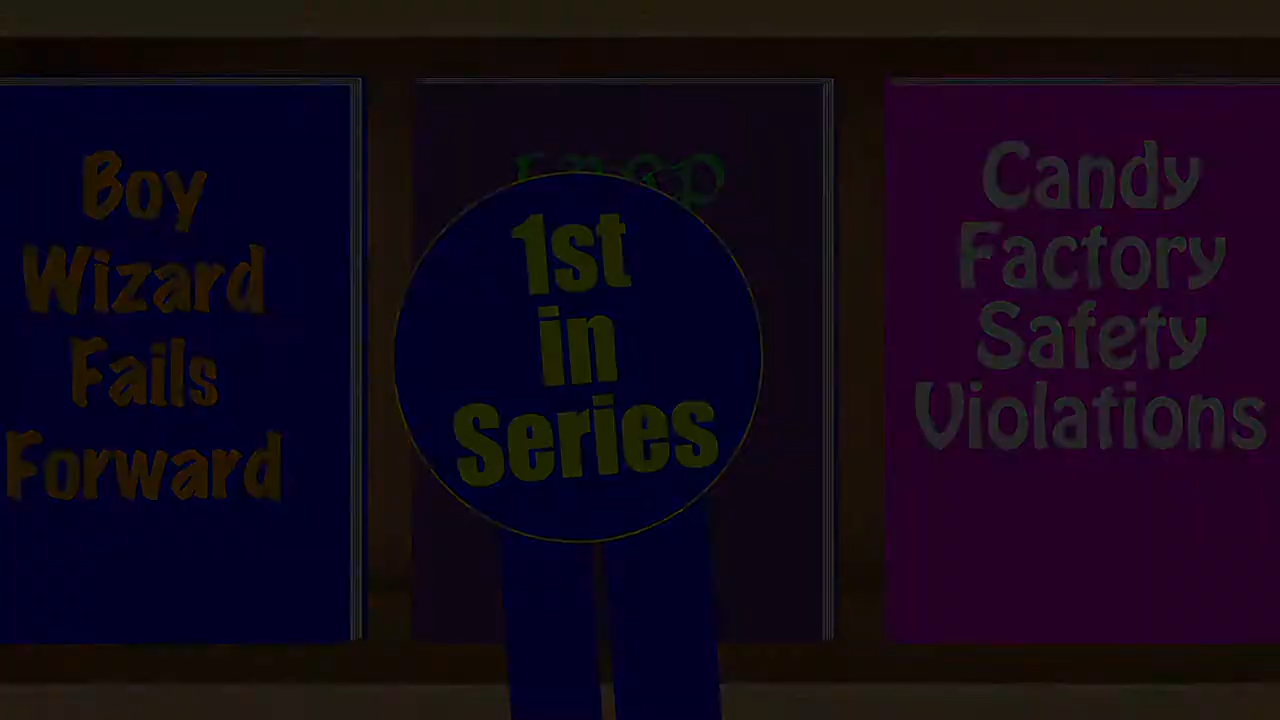 Boy
Wizard
Fails
Forward
1st
in
Series
Candy
Factory
Safety
Violations